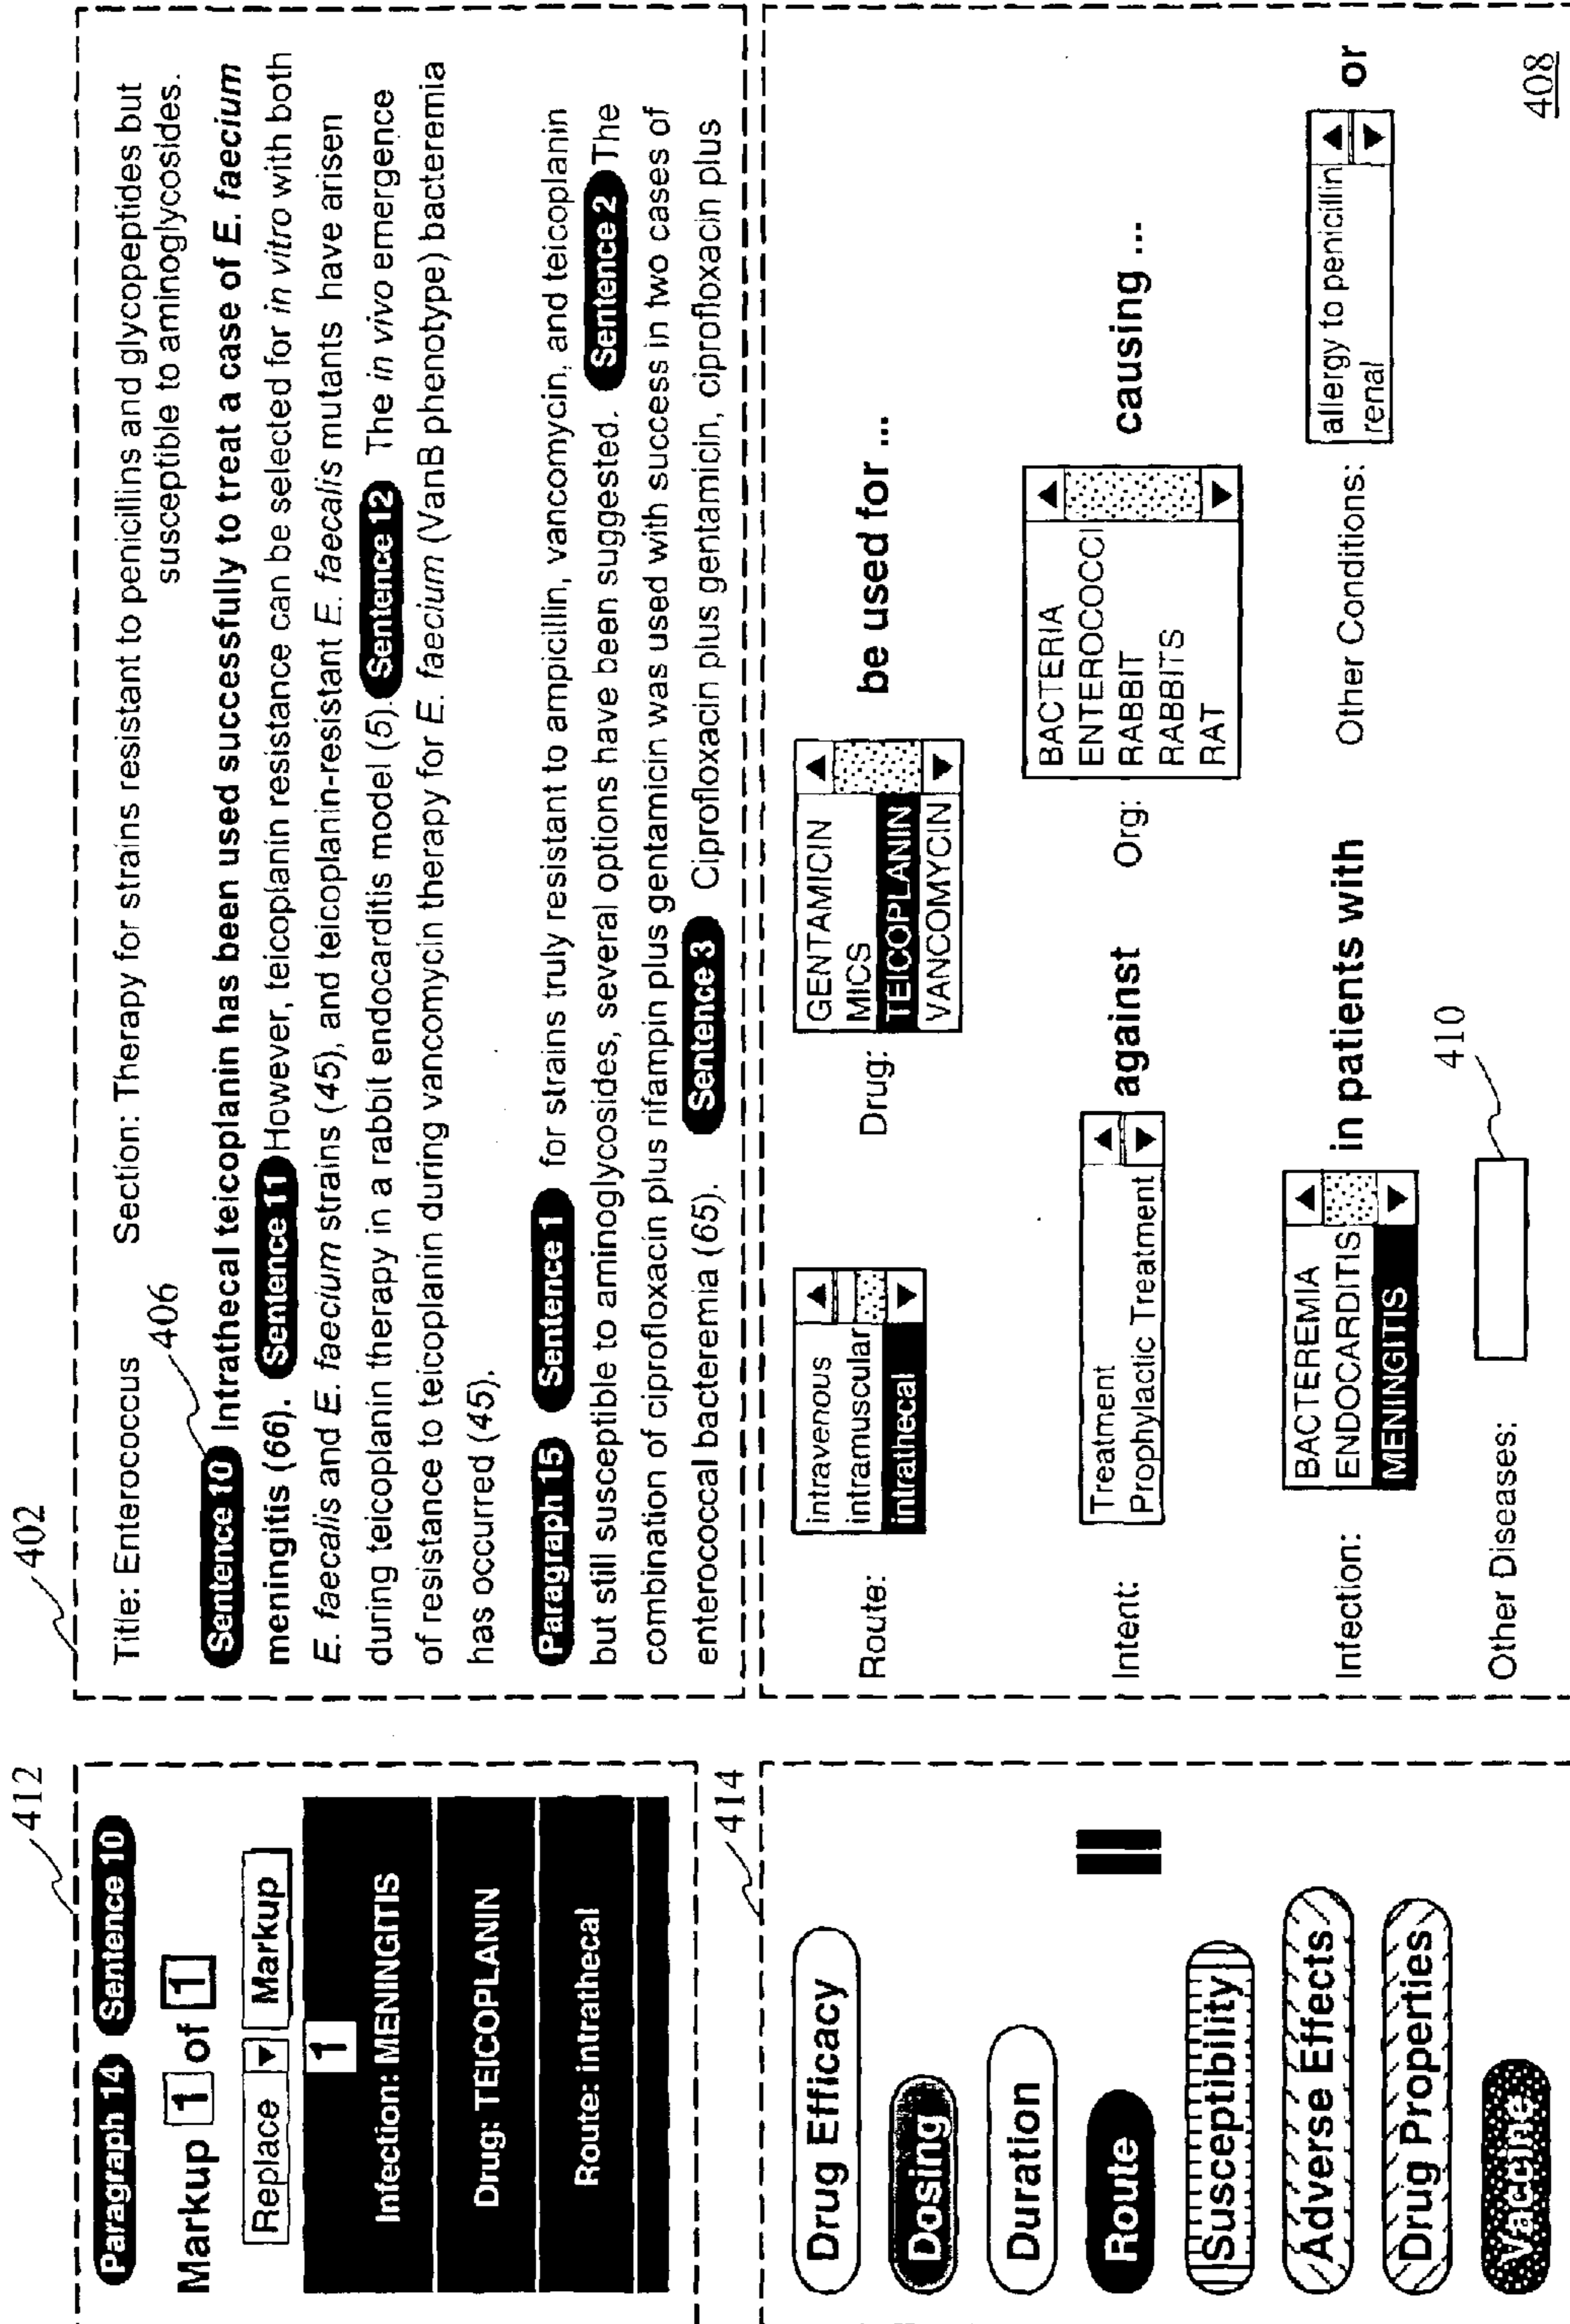 412
Paragraph 14 Sentence 10
Markup 1 of 1
Replace ▼ Markup
1
Infection: MENINGITIS
Drug: TEICOPLANIN
Route: intrathecal
414
Drug Efficacy
Dosing
Duration
Route
Susceptibility
Adverse Effects
Drug Properties
Vaccine
402
Title: Enterococcus Section: Therapy for strains resistant to penicillins and glycopeptides but
susceptible to aminoglycosides.
406
Sentence 10 Intrathecal teicoplanin has been used successfully to treat a case of E. faecium
meningitis (66). Sentence 11 However, teicoplanin resistance can be selected for in vitro with both
E. faecalis and E. faecium strains (45), and teicoplanin-resistant E. faecalis mutants have arisen
during teicoplanin therapy in a rabbit endocarditis model (5). Sentence 12 The in vivo emergence
of resistance to teicoplanin during vancomycin therapy for E. faecium (VanB phenotype) bacteremia
has occurred (45).
Paragraph 15 Sentence 1 for strains truly resistant to ampicillin, vancomycin, and teicoplanin
but still susceptible to aminoglycosides, several options have been suggested. Sentence 2 The
combination of ciprofloxacin plus rifampin plus gentamicin was used with success in two cases of
enterococcal bacteremia (65). Sentence 3 Ciprofloxacin plus gentamicin, ciprofloxacin plus
Route:
intravenous
intramuscular
intrathecal
Drug:
GENTAMICIN
MICS
TEICOPLANIN
VANCOMYCIN
be used for ...
Intent:
Treatment
Prophylactic Treatment
against
Org:
BACTERIA
ENTEROCOCCI
RABBIT
RABBITS
RAT
causing ...
Infection:
BACTEREMIA
ENDOCARDITIS
MENINGITIS
in patients with
Other Conditions:
allergy to penicillin
renal
or
Other Diseases:
410
408